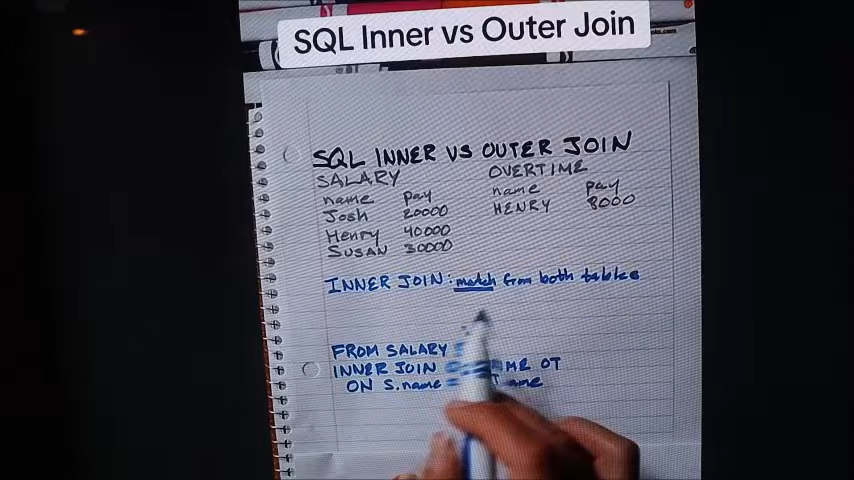 SQL Inner vs Outer Join
SQL INNER VS OUTER JOIN
SALARY OVERTIME
name pay name pay
Josh 20000 HENRY 8000
Henry 40000
SUSAN 30000
INNER JOIN: match from both tables
FROM SALARY
INNER JOIN OT
ON S.name =